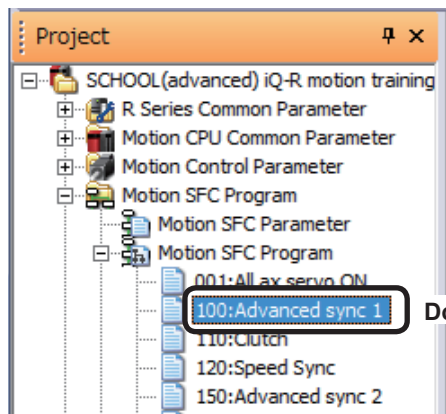 Project
SCHOOL(advanced) iQ-R motion training
R Series Common Parameter
Motion CPU Common Parameter
Motion Control Parameter
Motion SFC Program
Motion SFC Parameter
Motion SFC Program
001:All ax servo ON
100:Advanced sync 1
110:Clutch
120:Speed Sync
150:Advanced sync 2